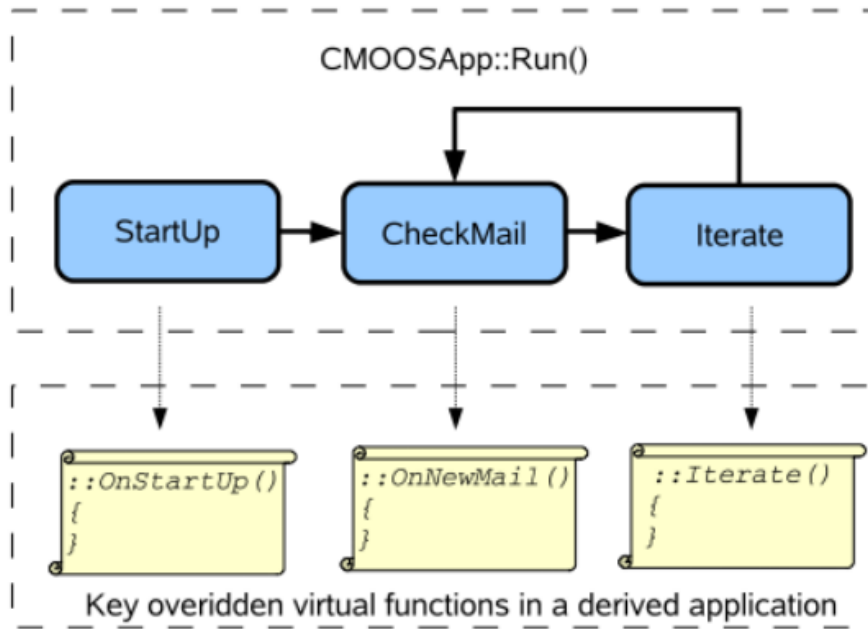 CMOOSApp::Run()
StartUp
CheckMail
Iterate
::OnStartUp()
{
}
::OnNewMail()
{
}
::Iterate()
{
}
Key overidden virtual functions in a derived application